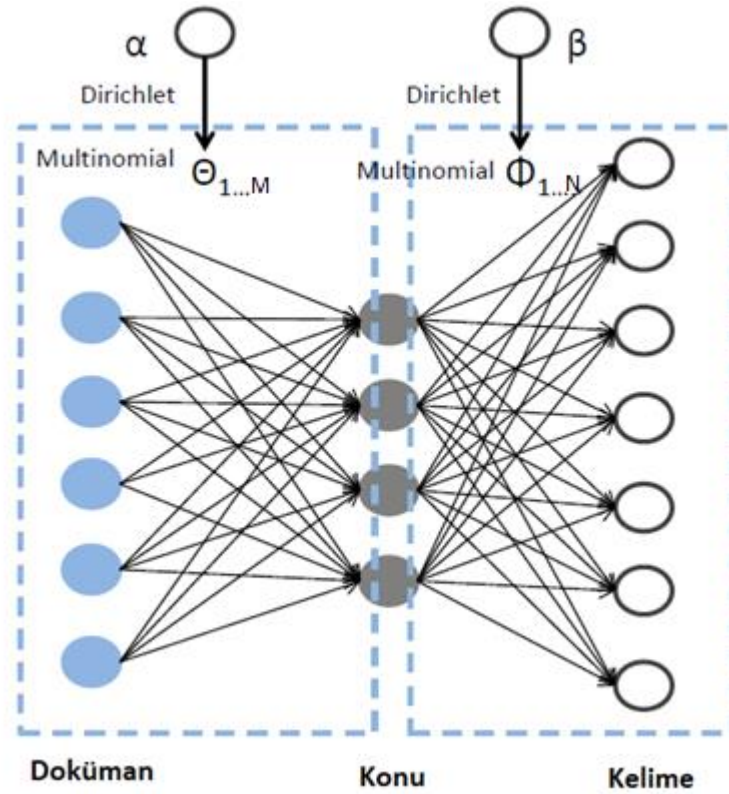 α
β
Dirichlet
Dirichlet
Multinomial
Θ1...M
Multinomial
Φ1...N
Doküman
Konu
Kelime